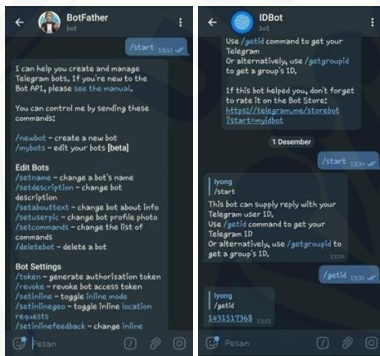 BotFather
bot
/start 13:13
I can help you create and manage
Telegram bots. If you're new to the
Bot API, please see the manual.
You can control me by sending these
commands:
/newbot – create a new bot
/mybots – edit your bots [beta]
Edit Bots
/setname – change a bot's name
/setdescription – change bot
description
/setabouttext – change bot about info
/setuserpic – change bot profile photo
/setcommands – change the list of
commands
/deletebot – delete a bot
Bot Settings
/token – generate authorization token
/revoke – revoke bot access token
/setinline – toggle inline mode
/setinlinegeo – toggle inline location
requests
/setinlinefeedback – change inline
Pesan
IDBot
bot
Use /getid command to get your
Telegram
Or alternatively, use /getgroupid
to get a group's ID.
If this bot helped you, don't forget
to rate it on the Bot Store:
https://telegram.me/storebot
?start=myidbot
1 Desember
/start
Iyong
/start
This bot can supply reply with your
Telegram user ID.
Use /getid command to get your
Telegram ID
Or alternatively, use /getgroupid to
get a group's ID.
/getid
Iyong
/getid
1431517368
Pesan